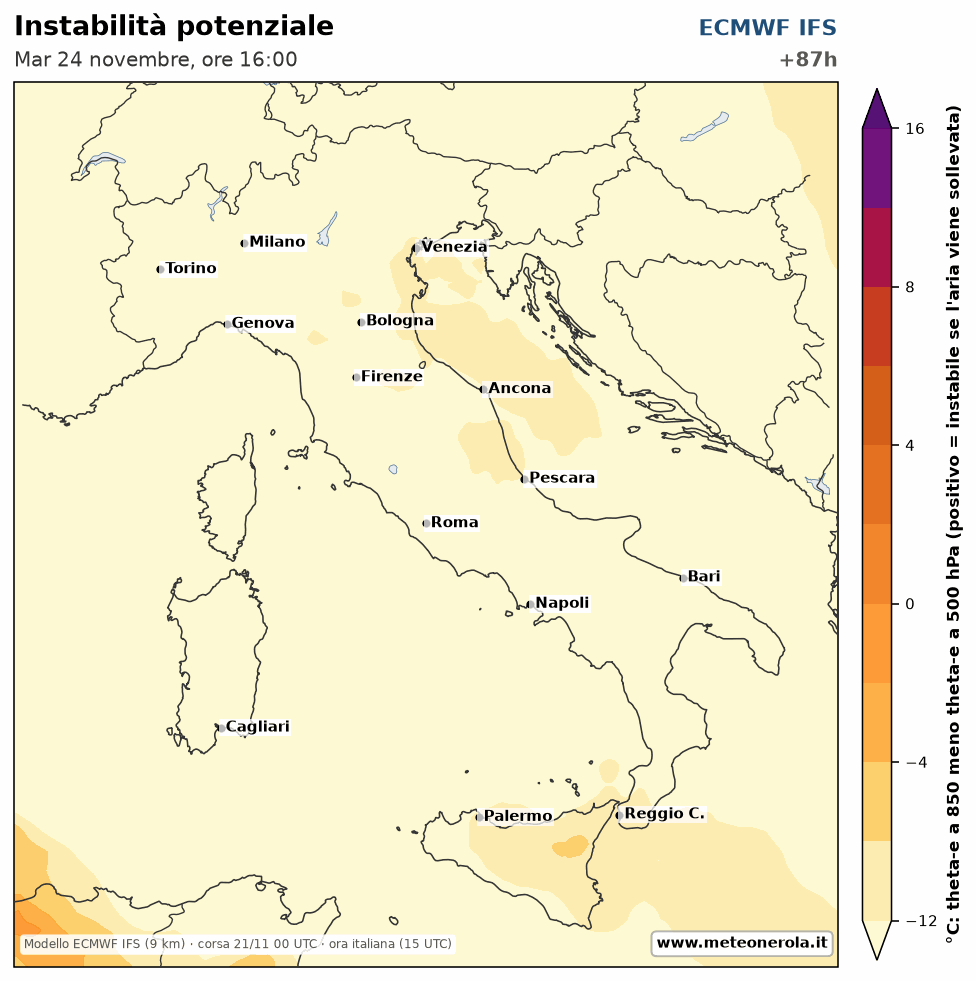 Instabilità potenziale
ECMWF IFS
Mar 24 novembre, ore 16:00
+87h
Milano
Venezia
Torino
Genova
Bologna
Firenze
Ancona
Pescara
Roma
Bari
Napoli
Cagliari
Palermo
Reggio C.
Modello ECMWF IFS (9 km) · corsa 21/11 00 UTC · ora italiana (15 UTC)
www.meteonerola.it
16
8
4
0
−4
−12
°C: theta-e a 850 meno theta-e a 500 hPa (positivo = instabile se l'aria viene sollevata)